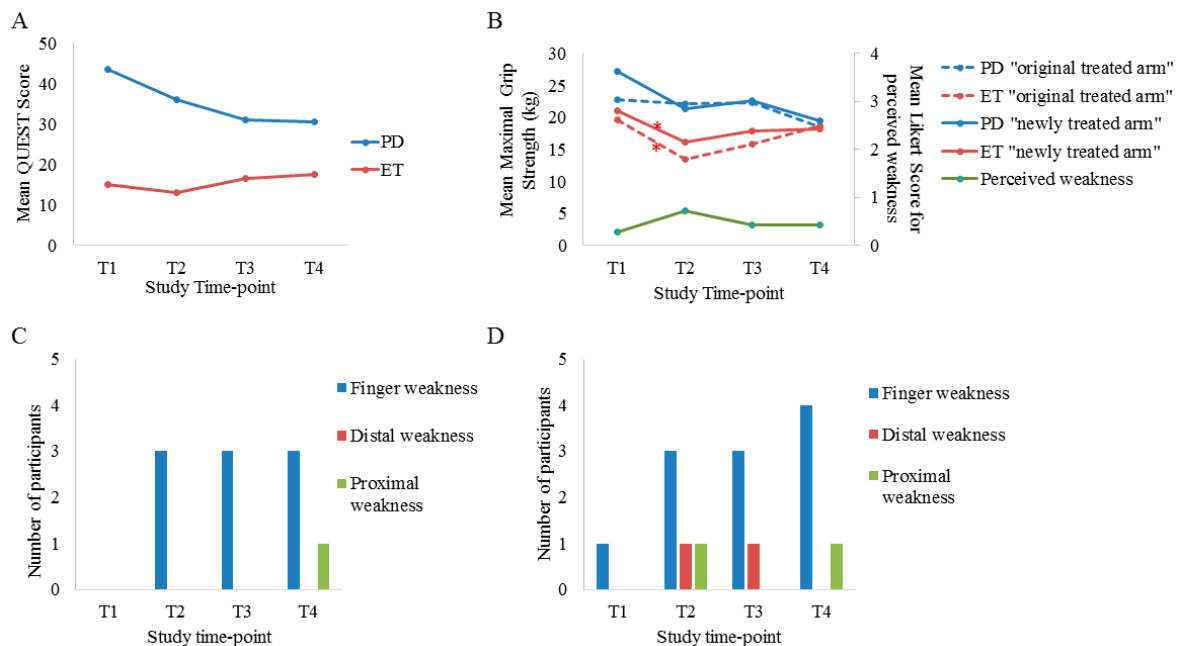 A
50
40
30
20
10
0
Mean QUEST Score
T1 T2 T3 T4
Study Time-point
PD
ET
B
30
25
20
15
10
5
0
Mean Maximal Grip
Strength (kg)
*
*
4
3
2
1
0
Mean Likert Score for
perceived weakness
T1 T2 T3 T4
Study Time-point
PD "original treated arm"
ET "original treated arm"
PD "newly treated arm"
ET "newly treated arm"
Perceived weakness
C
5
4
3
2
1
0
Number of participants
T1 T2 T3 T4
Study time-point
Finger weakness
Distal weakness
Proximal
weakness
D
5
4
3
2
1
0
Number of participants
T1 T2 T3 T4
Study time-point
Finger weakness
Distal weakness
Proximal
weakness